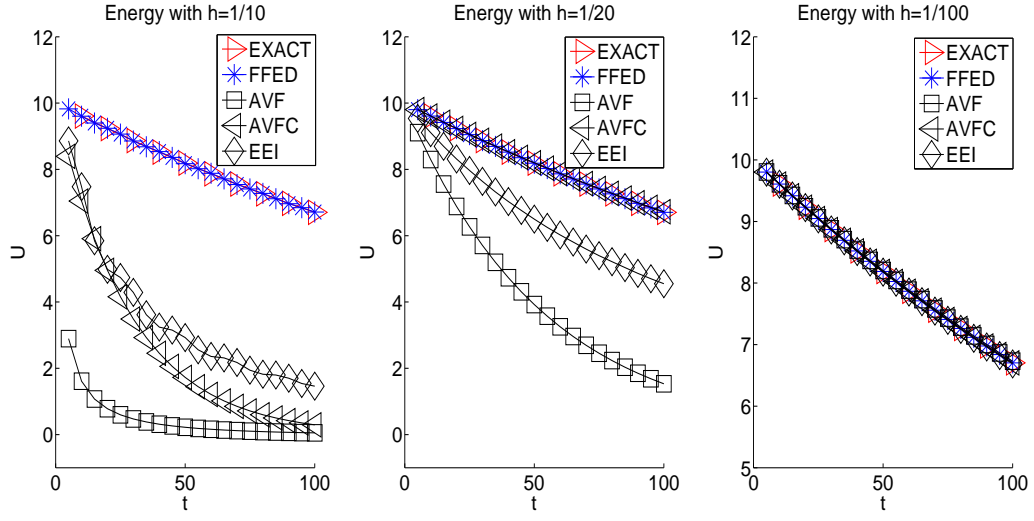 Energy with h=1/10
12
10
8
6
4
2
0
0
50
100
U
t
EXACT
FFED
AVF
AVFC
EEI
Energy with h=1/20
12
10
8
6
4
2
0
0
50
100
U
t
EXACT
FFED
AVF
AVFC
EEI
Energy with h=1/100
12
11
10
9
8
7
6
5
0
50
100
U
t
EXACT
FFED
AVF
AVFC
EEI